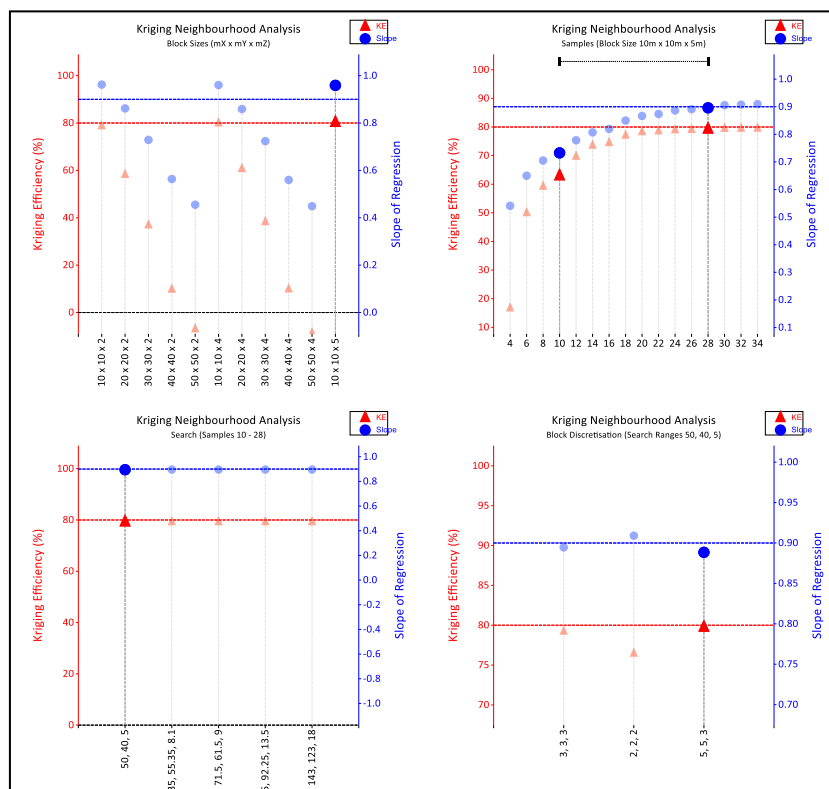 Kriging Neighbourhood Analysis
Block Sizes (mX x mY x mZ)
KE
Slope
Kriging Efficiency (%)
100
80
60
40
20
0
Slope of Regression
1.0
0.8
0.6
0.4
0.2
0.0
10 x 10 x 2
20 x 20 x 2
30 x 30 x 2
40 x 40 x 2
50 x 50 x 2
10 x 10 x 4
20 x 20 x 4
30 x 30 x 4
40 x 40 x 4
50 x 50 x 4
10 x 10 x 5
Kriging Neighbourhood Analysis
Samples (Block Size 10m x 10m x 5m)
KE
Slope
Kriging Efficiency (%)
100
90
80
70
60
50
40
30
20
10
Slope of Regression
1.0
0.9
0.8
0.7
0.6
0.5
0.4
0.3
0.2
0.1
4 6 8 10 12 14 16 18 20 22 24 26 28 30 32 34
Kriging Neighbourhood Analysis
Search (Samples 10 - 28)
KE
Slope
Kriging Efficiency (%)
100
80
60
40
20
0
Slope of Regression
1.0
0.9
0.8
0.6
0.4
0.2
0.0
-0.2
-0.4
-0.6
-0.8
-1.0
50, 40, 5
35, 55.35, 8.1
71.5, 61.5, 9
92.25, 13.5
143, 123, 18
Kriging Neighbourhood Analysis
Block Discretisation (Search Ranges 50, 40, 5)
KE
Slope
Kriging Efficiency (%)
100
95
90
85
80
75
70
Slope of Regression
1.00
0.95
0.90
0.85
0.80
0.75
0.70
3, 3, 3
2, 2, 2
5, 5, 3